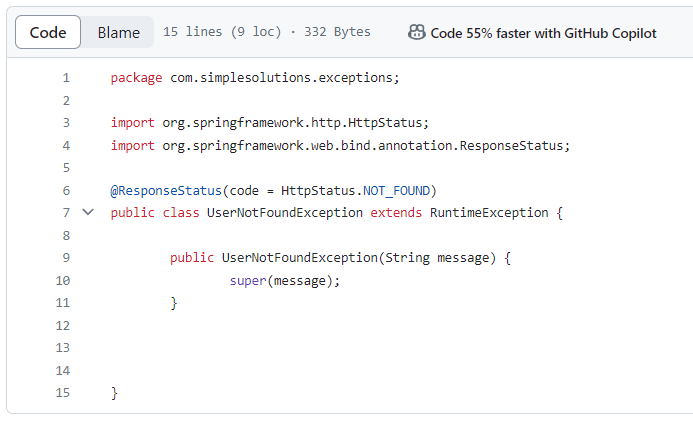 Code Blame 15 lines (9 loc) · 332 Bytes Code 55% faster with GitHub Copilot
1 package com.simplesolutions.exceptions;
2
3 import org.springframework.http.HttpStatus;
4 import org.springframework.web.bind.annotation.ResponseStatus;
5
6 @ResponseStatus(code = HttpStatus.NOT_FOUND)
7 public class UserNotFoundException extends RuntimeException {
8
9 public UserNotFoundException(String message) {
10 super(message);
11 }
12
13
14
15 }